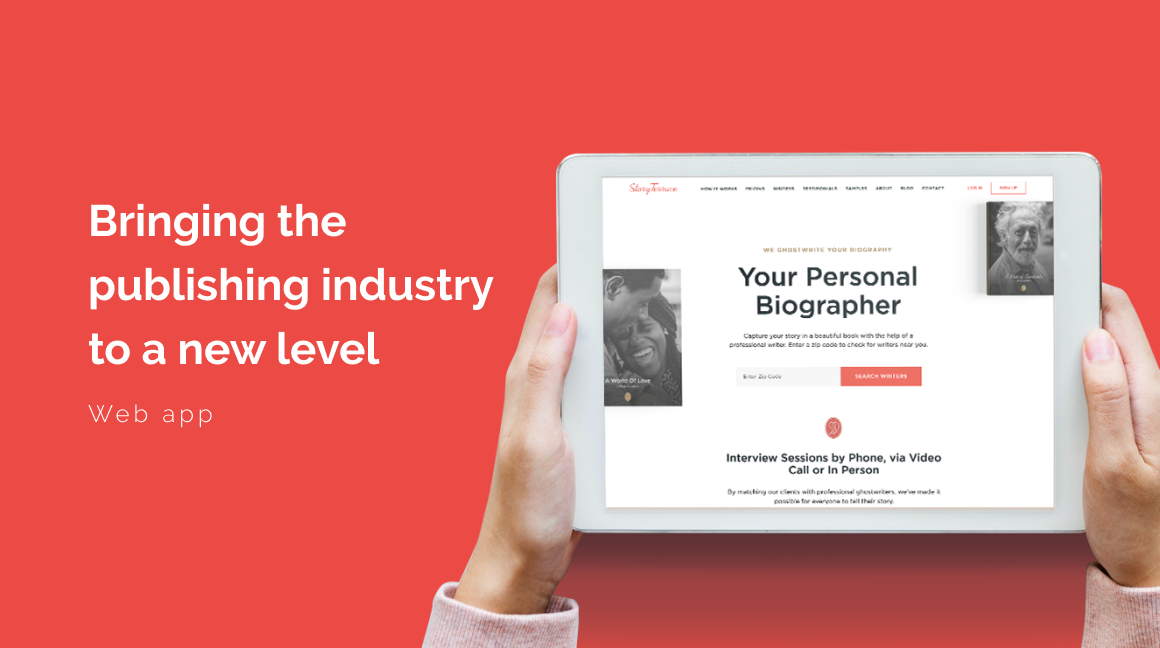 Bringing the
publishing industry
to a new level
Web app
StoryTerrace
HOW IT WORKS PRICING WRITERS TESTIMONIALS SAMPLES ABOUT BLOG CONTACT LOG IN SIGN UP
WE GHOSTWRITE YOUR BIOGRAPHY
Your Personal
Biographer
Capture your story in a beautiful book with the help of a
professional writer. Enter a zip code to check for writers near you.
Enter Zip Code SEARCH WRITERS
A World Of Love
Interview Sessions by Phone, via Video
Call or In Person
By matching our clients with professional ghostwriters, we've made it
possible for everyone to tell their story.